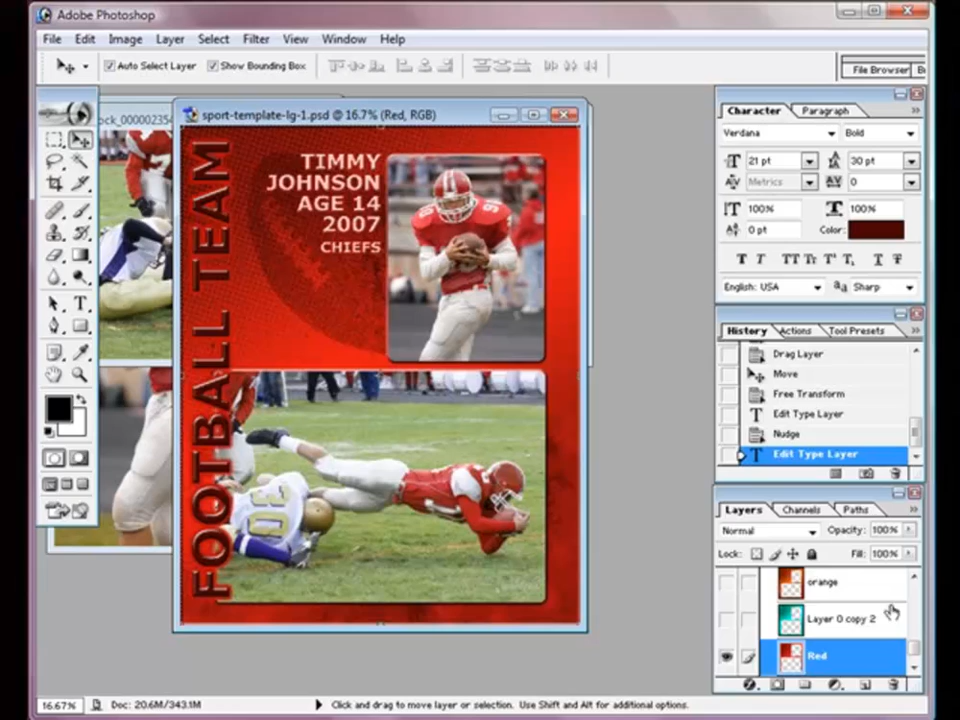 Adobe Photoshop
File Edit Image Layer Select Filter View Window Help
Auto Select Layer Show Bounding Box
File Browser
sport-template-lg-1.psd @ 16.7% (Red, RGB)
FOOTBALL TEAM
TIMMY
JOHNSON
AGE 14
2007
CHIEFS
Character Paragraph
Verdana Bold
21 pt 30 pt
Metrics 0
100% 100%
0 pt Color:
T T TT Tr T¹ T₁ T T
English: USA aa Sharp
History Actions Tool Presets
Drag Layer
Move
Free Transform
Edit Type Layer
Nudge
Edit Type Layer
Layers Channels Paths
Normal Opacity: 100%
Lock: Fill: 100%
orange
Layer 0 copy 2
Red
16.67% Doc: 20.6M/343.1M Click and drag to move layer or selection. Use Shift and Alt for additional options.